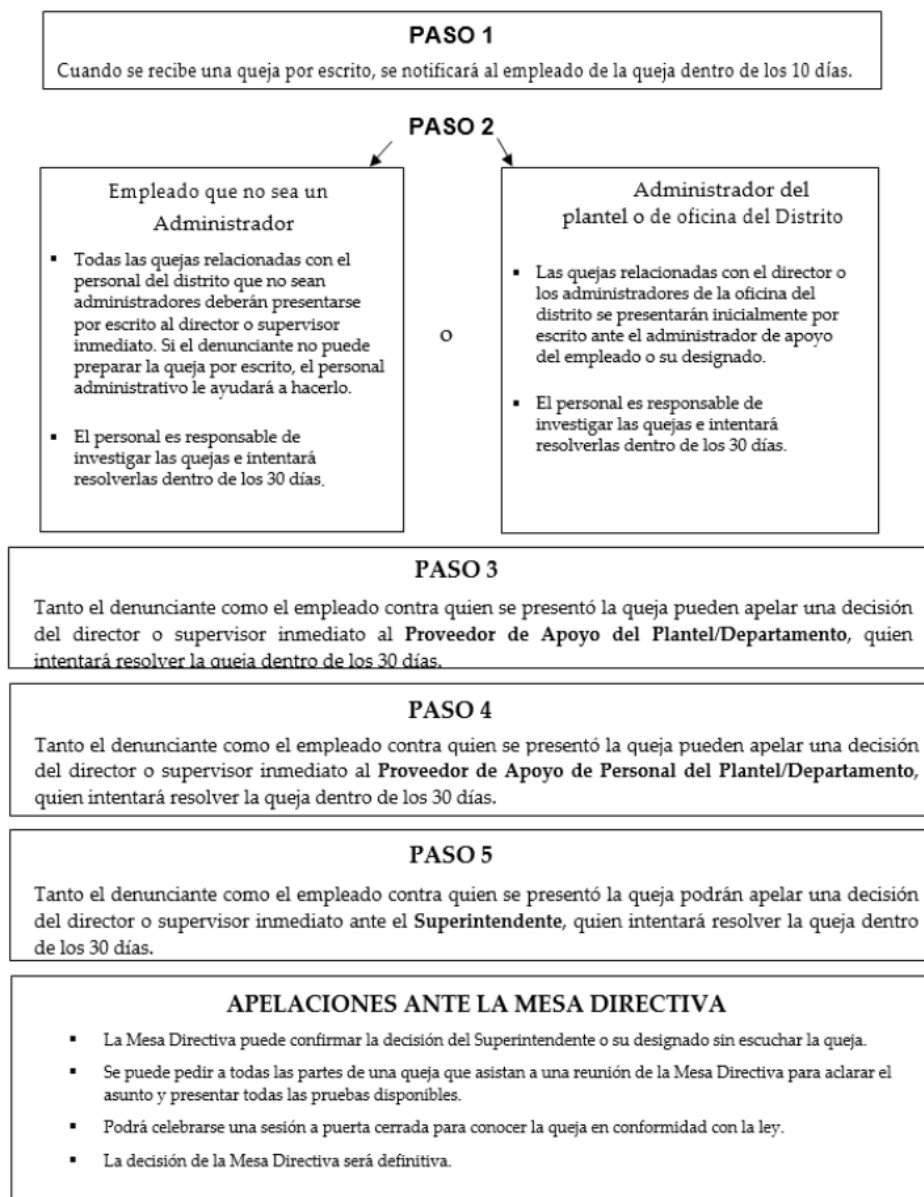 PASO 1
Cuando se recibe una queja por escrito, se notificará al empleado de la queja dentro de los 10 días.
PASO 2
Empleado que no sea un
Administrador
▪ Todas las quejas relacionadas con el
personal del distrito que no sean
administradores deberán presentarse
por escrito al director o supervisor
inmediato. Si el denunciante no puede
preparar la queja por escrito, el personal
administrativo le ayudará a hacerlo.
▪ El personal es responsable de
investigar las quejas e intentará
resolverlas dentro de los 30 días.
o
Administrador del
plantel o de oficina del Distrito
▪ Las quejas relacionadas con el director o
los administradores de la oficina del
distrito se presentarán inicialmente por
escrito ante el administrador de apoyo
del empleado o su designado.
▪ El personal es responsable de
investigar las quejas e intentará
resolverlas dentro de los 30 días.
PASO 3
Tanto el denunciante como el empleado contra quien se presentó la queja pueden apelar una decisión
del director o supervisor inmediato al Proveedor de Apoyo del Plantel/Departamento, quien
intentará resolver la queja dentro de los 30 días.
PASO 4
Tanto el denunciante como el empleado contra quien se presentó la queja pueden apelar una decisión
del director o supervisor inmediato al Proveedor de Apoyo de Personal del Plantel/Departamento,
quien intentará resolver la queja dentro de los 30 días.
PASO 5
Tanto el denunciante como el empleado contra quien se presentó la queja podrán apelar una decisión
del director o supervisor inmediato ante el Superintendente, quien intentará resolver la queja dentro
de los 30 días.
APELACIONES ANTE LA MESA DIRECTIVA
▪ La Mesa Directiva puede confirmar la decisión del Superintendente o su designado sin escuchar la queja.
▪ Se puede pedir a todas las partes de una queja que asistan a una reunión de la Mesa Directiva para aclarar el
asunto y presentar todas las pruebas disponibles.
▪ Podrá celebrarse una sesión a puerta cerrada para conocer la queja en conformidad con la ley.
▪ La decisión de la Mesa Directiva será definitiva.